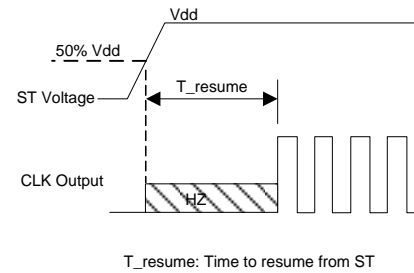 Vdd
50% Vdd
T_resume
ST Voltage
CLK Output
HZ
T_resume: Time to resume from ST